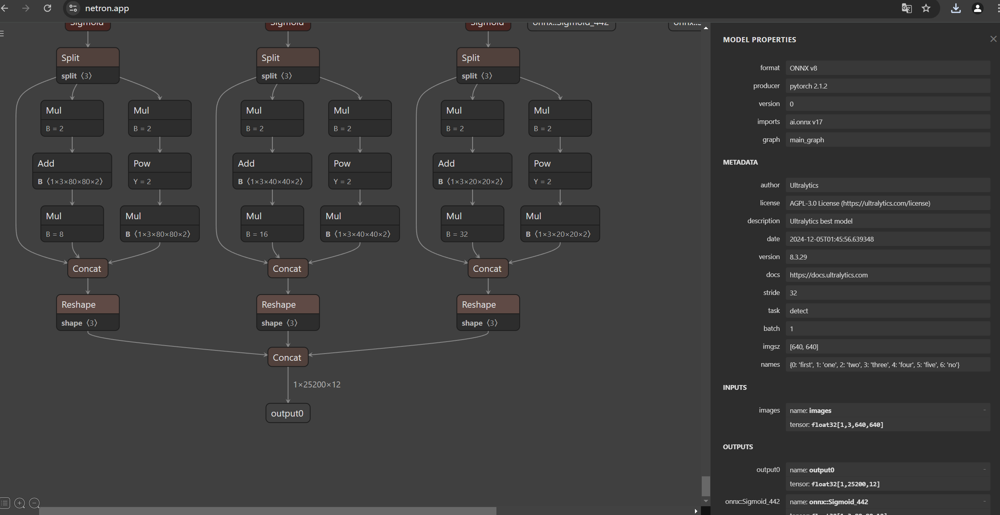 netron.app
Sigmoid
Sigmoid
Sigmoid
onnx::Sigmoid_442
Split
split 〈3〉
Split
split 〈3〉
Split
split 〈3〉
Mul
B = 2
Mul
B = 2
Mul
B = 2
Mul
B = 2
Mul
B = 2
Mul
B = 2
Add
B 〈1×3×80×80×2〉
Pow
Y = 2
Add
B 〈1×3×40×40×2〉
Pow
Y = 2
Add
B 〈1×3×20×20×2〉
Pow
Y = 2
Mul
B = 8
Mul
B 〈1×3×80×80×2〉
Mul
B = 16
Mul
B 〈1×3×40×40×2〉
Mul
B = 32
Mul
B 〈1×3×20×20×2〉
Concat
Concat
Concat
Reshape
shape 〈3〉
Reshape
shape 〈3〉
Reshape
shape 〈3〉
Concat
1×25200×12
output0
MODEL PROPERTIES
format ONNX v8
producer pytorch 2.1.2
version 0
imports ai.onnx v17
graph main_graph
METADATA
author Ultralytics
license AGPL-3.0 License (https://ultralytics.com/license)
description Ultralytics best model
date 2024-12-05T01:45:56.639348
version 8.3.29
docs https://docs.ultralytics.com
stride 32
task detect
batch 1
imgsz [640, 640]
names {0: 'first', 1: 'one', 2: 'two', 3: 'three', 4: 'four', 5: 'five', 6: 'no'}
INPUTS
images name: images
tensor: float32[1,3,640,640]
OUTPUTS
output0 name: output0
tensor: float32[1,25200,12]
onnx::Sigmoid_442 name: onnx::Sigmoid_442